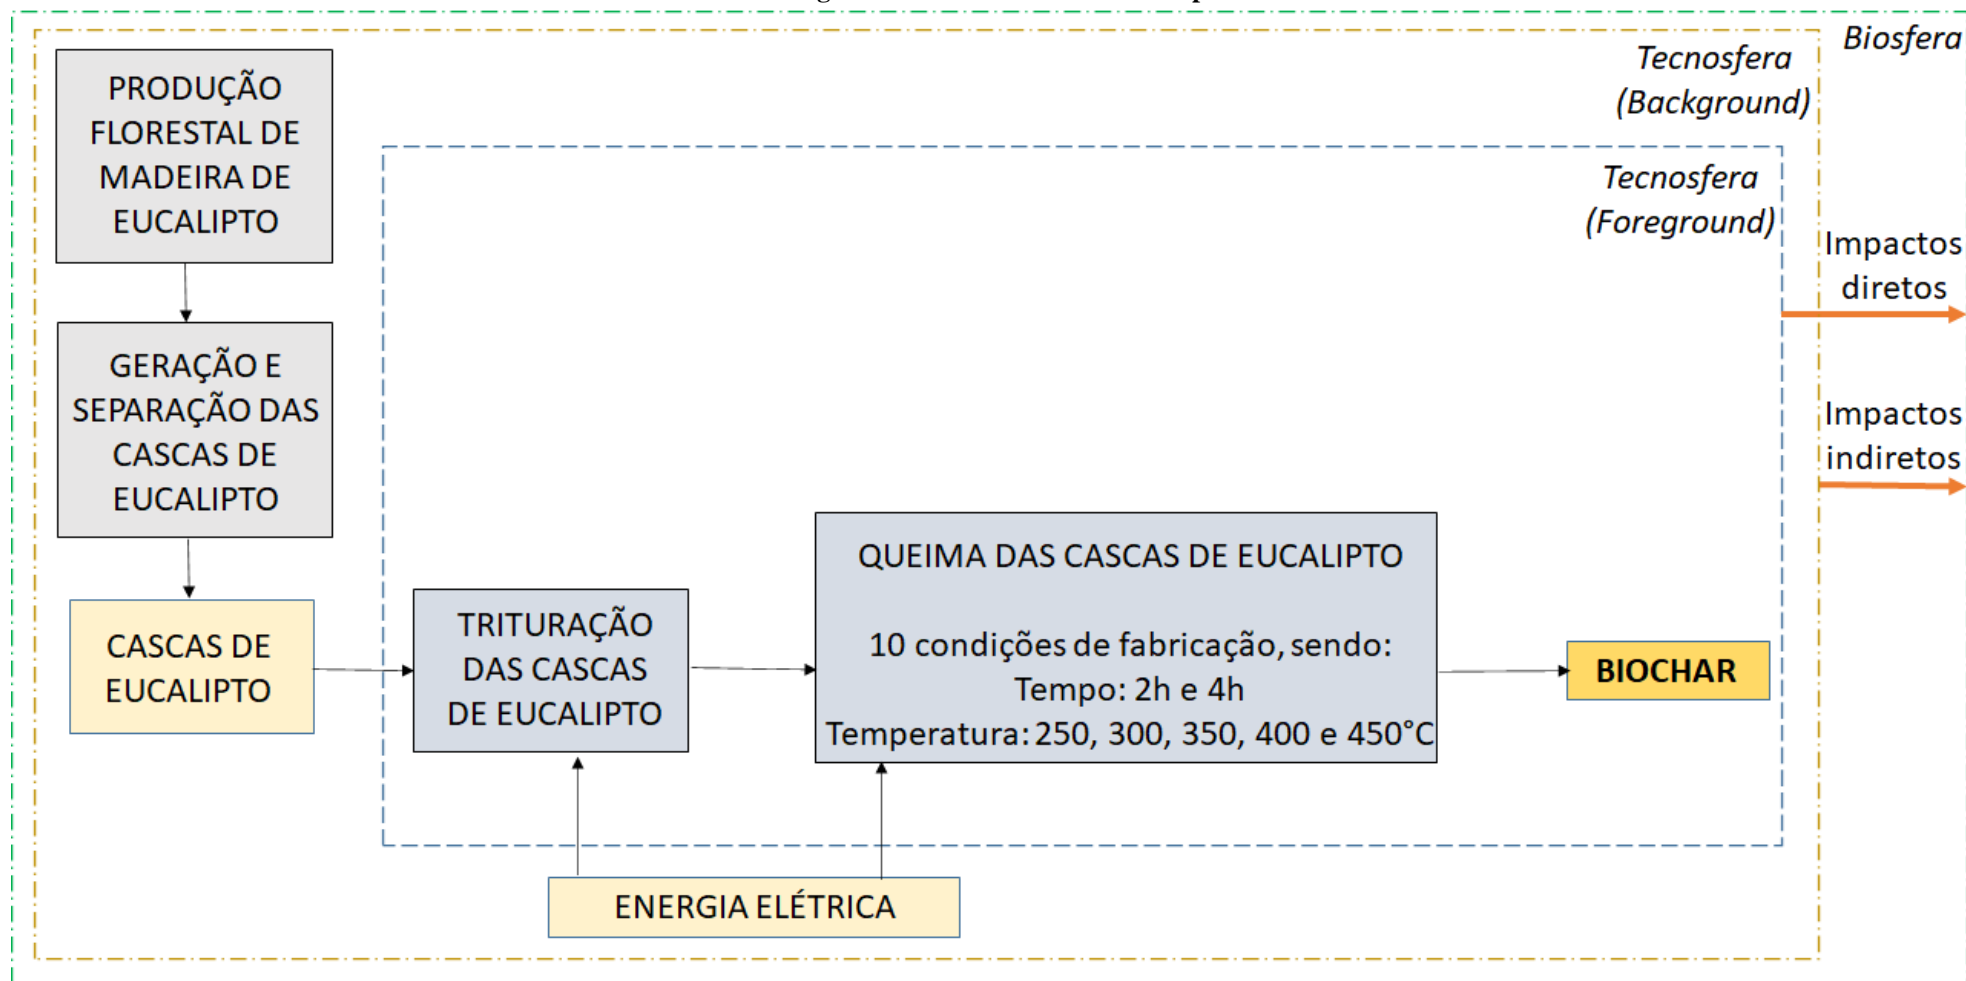 Biosfera
Tecnosfera
(Background)
PRODUÇÃO
FLORESTAL DE
MADEIRA DE
EUCALIPTO
Tecnosfera
(Foreground)
Impactos
diretos
GERAÇÃO E
SEPARAÇÃO DAS
CASCAS DE
EUCALIPTO
Impactos
indiretos
CASCAS DE
EUCALIPTO
TRITURAÇÃO
DAS CASCAS
DE EUCALIPTO
QUEIMA DAS CASCAS DE EUCALIPTO
10 condições de fabricação, sendo:
Tempo: 2h e 4h
Temperatura: 250, 300, 350, 400 e 450°C
BIOCHAR
ENERGIA ELÉTRICA